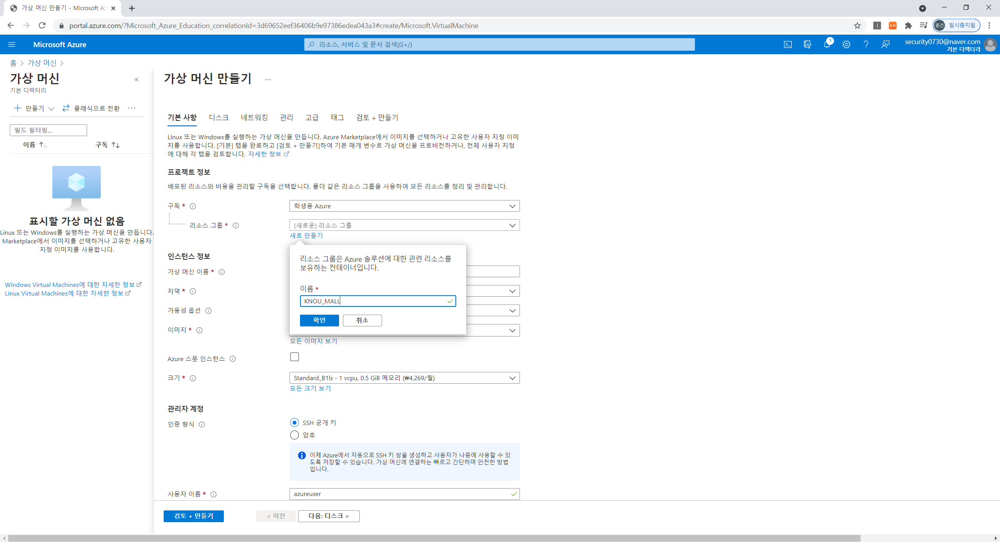 가상 머신 만들기 - Microsoft Az
portal.azure.com/?Microsoft_Azure_Education_correlationId=3d69652eef36406b9e97386edea043a3#create/Microsoft.VirtualMachine
EX
충건
일시중지됨
Microsoft Azure
리소스, 서비스 및 문서 검색(G+/)
1
security0730@naver.com
기본 디렉터리
홈 > 가상 머신 >
가상 머신
«
기본 디렉터리
+ 만들기
클래식으로 전환
···
필드 필터링...
이름 ↑↓
구독 ↑↓
표시할 가상 머신 없음
Linux 또는 Windows를 실행하는 가상 머신을 만듭니다.
Marketplace에서 이미지를 선택하거나 고유한 사용자
지정 이미지를 사용합니다.
Windows Virtual Machines에 대한 자세한 정보
Linux Virtual Machines에 대한 자세한 정보
가상 머신 만들기 ...
기본 사항 디스크 네트워킹 관리 고급 태그 검토 + 만들기
Linux 또는 Windows를 실행하는 가상 머신을 만듭니다. Azure Marketplace에서 이미지를 선택하거나 고유한 사용자 지정 이미
지를 사용합니다. [기본] 탭을 완료하고 [검토 + 만들기]하여 기본 매개 변수로 가상 머신을 프로비전하거나, 전체 사용자 지정
에 대해 각 탭을 검토합니다. 자세한 정보
프로젝트 정보
배포된 리소스와 비용을 관리할 구독을 선택합니다. 폴더 같은 리소스 그룹을 사용하여 모든 리소스를 정리 및 관리합니다.
구독 *
학생용 Azure
리소스 그룹 *
(새로운) 리소스 그룹
새로 만들기
리소스 그룹은 Azure 솔루션에 대한 관련 리소스를
보유하는 컨테이너입니다.
이름 *
KNOU_MALL
확인
취소
인스턴스 정보
가상 머신 이름 *
지역 *
가용성 옵션
이미지 *
모든 이미지 보기
Azure 스폿 인스턴스
크기 *
Standard_B1ls - 1 vcpu, 0.5 GiB 메모리 (₩4,269/월)
모든 크기 보기
관리자 계정
인증 형식
SSH 공개 키
암호
이제 Azure에서 자동으로 SSH 키 쌍을 생성하고 사용자가 나중에 사용할 수 있
도록 저장할 수 있습니다. 가상 머신에 연결하는 빠르고 간단하며 안전한 방법
입니다.
사용자 이름 *
azureuser
검토 + 만들기
< 이전
다음: 디스크 >